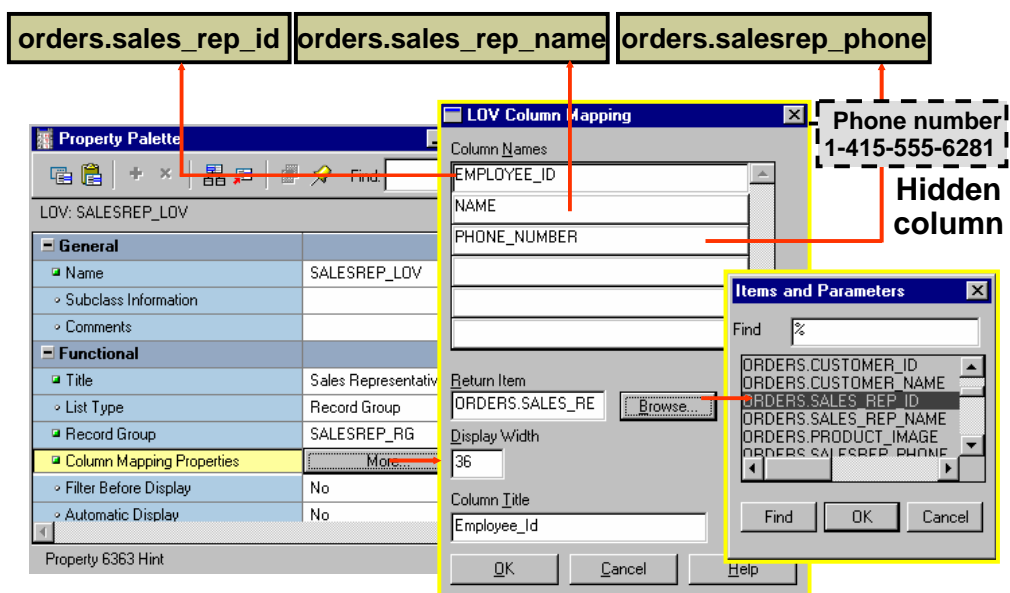 orders.sales_rep_id
orders.sales_rep_name
orders.salesrep_phone
Property Palette
Find:
LOV: SALESREP_LOV
General
Name SALESREP_LOV
Subclass Information
Comments
Functional
Title Sales Representativ
List Type Record Group
Record Group SALESREP_RG
Column Mapping Properties More...
Filter Before Display No
Automatic Display No
Property 6363 Hint
LOV Column Mapping
Column Names
EMPLOYEE_ID
NAME
PHONE_NUMBER
Return Item
ORDERS.SALES_RE Browse...
Display Width
36
Column Title
Employee_Id
OK Cancel Help
Phone number
1-415-555-6281
Hidden
column
Items and Parameters
Find %
ORDERS.CUSTOMER_ID
ORDERS.CUSTOMER_NAME
ORDERS.SALES_REP_ID
ORDERS.SALES_REP_NAME
ORDERS.PRODUCT_IMAGE
ORDERS.SALESREP_PHONE
Find OK Cancel